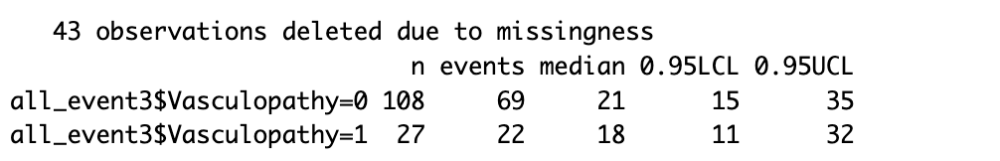 43 observations deleted due to missingness
n events median 0.95LCL 0.95UCL
all_event3$Vasculopathy=0 108 69 21 15 35
all_event3$Vasculopathy=1 27 22 18 11 32